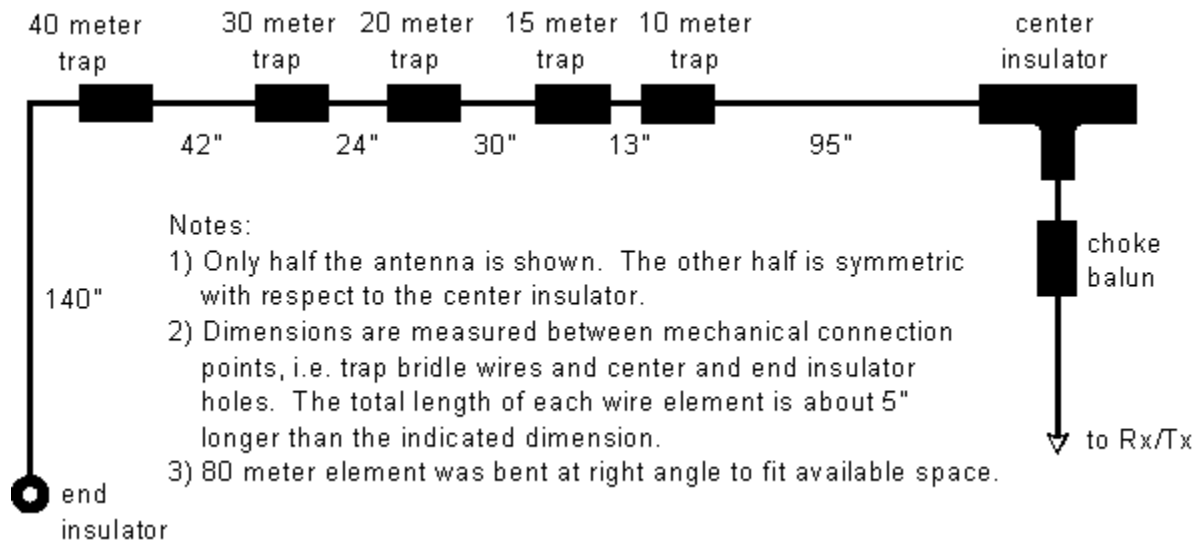 40 meter trap
30 meter trap
20 meter trap
15 meter trap
10 meter trap
center insulator
42"
24"
30"
13"
95"
Notes:
1) Only half the antenna is shown. The other half is symmetric
with respect to the center insulator.
2) Dimensions are measured between mechanical connection
points, i.e. trap bridle wires and center and end insulator
holes. The total length of each wire element is about 5"
longer than the indicated dimension.
3) 80 meter element was bent at right angle to fit available space.
140"
choke
balun
to Rx/Tx
end
insulator